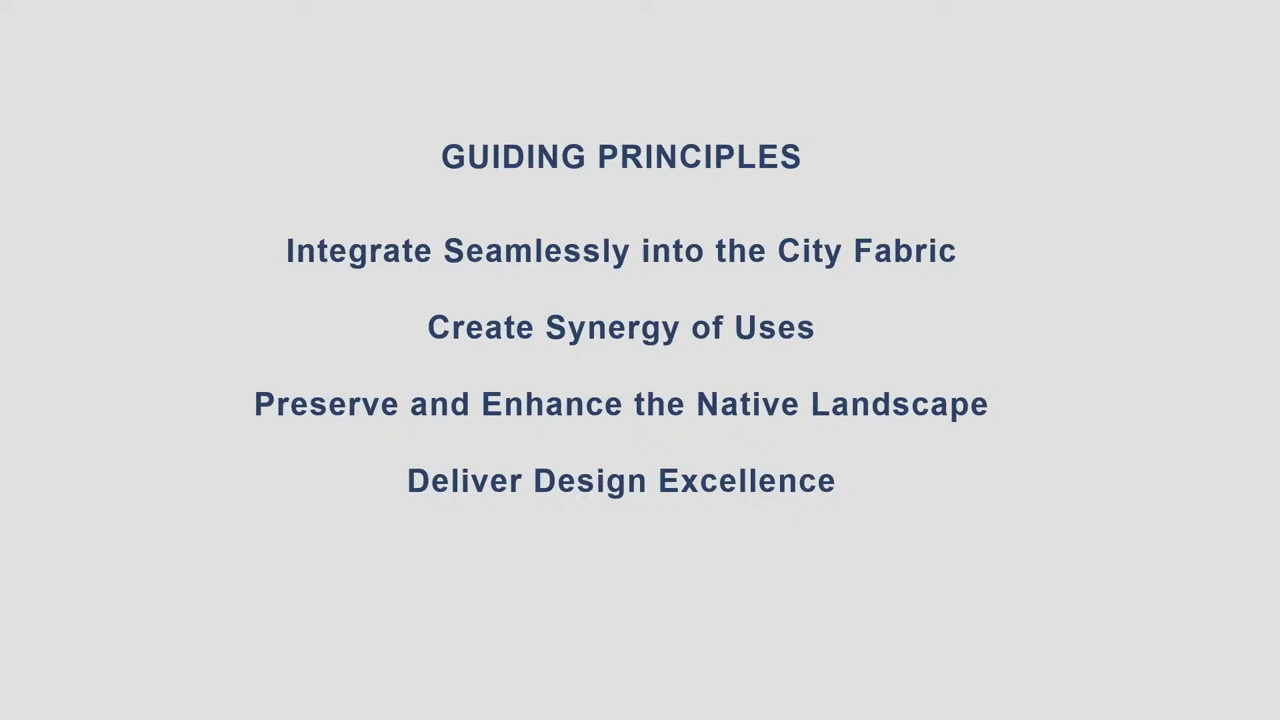 GUIDING PRINCIPLES
Integrate Seamlessly into the City Fabric
Create Synergy of Uses
Preserve and Enhance the Native Landscape
Deliver Design Excellence